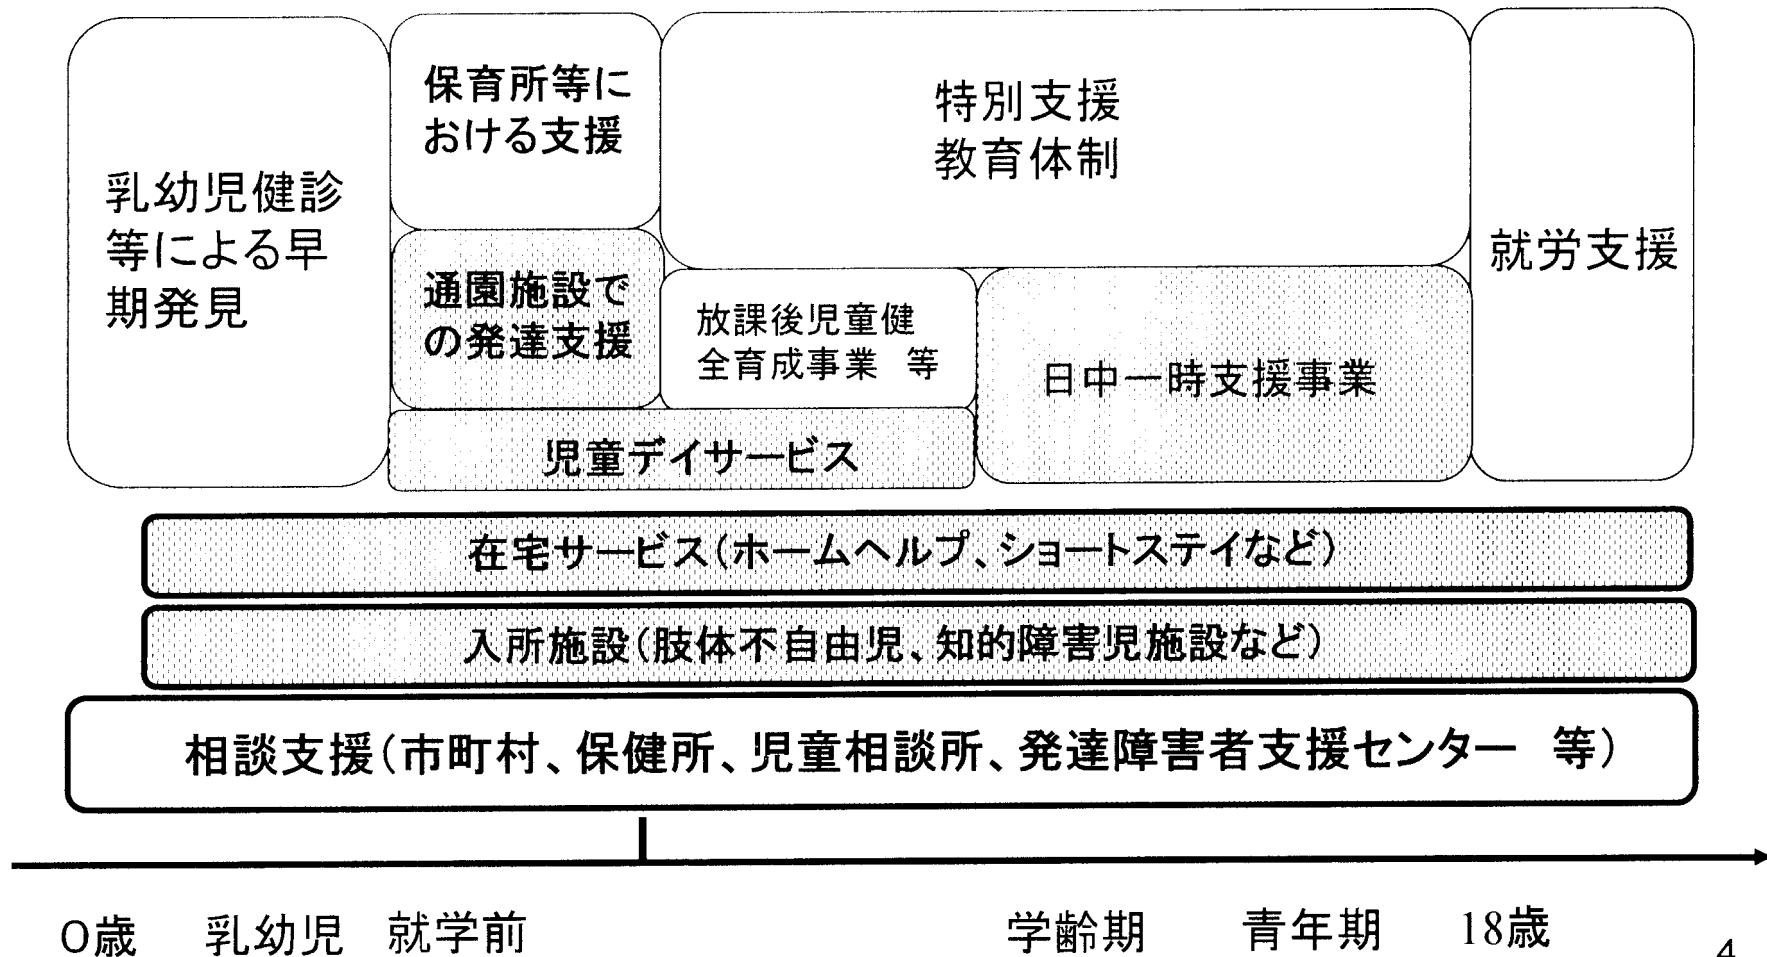 乳幼児健診
等による早
期発見
保育所等に
おける支援
通園施設で
の発達支援
特別支援
教育体制
放課後児童健
全育成事業 等
日中一時支援事業
児童デイサービス
就労支援
在宅サービス(ホームヘルプ、ショートステイなど)
入所施設(肢体不自由児、知的障害児施設など)
相談支援(市町村、保健所、児童相談所、発達障害者支援センター 等)
0歳 乳幼児 就学前 学齢期 青年期 18歳
4